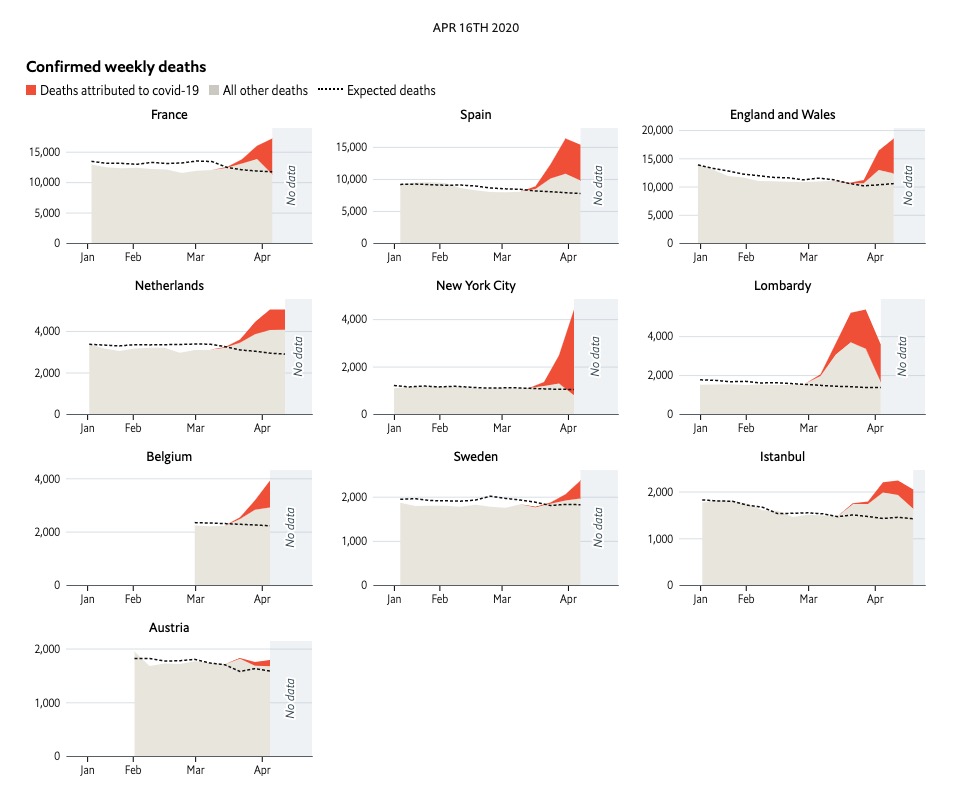 APR 16TH 2020
Confirmed weekly deaths
Deaths attributed to covid-19 All other deaths Expected deaths
France
15,000
10,000
5,000
0
No data
Jan Feb Mar Apr
Spain
15,000
10,000
5,000
0
No data
Jan Feb Mar Apr
England and Wales
20,000
15,000
10,000
5,000
0
No data
Jan Feb Mar Apr
Netherlands
4,000
2,000
0
No data
Jan Feb Mar Apr
New York City
4,000
2,000
0
No data
Jan Feb Mar Apr
Lombardy
4,000
2,000
0
No data
Jan Feb Mar Apr
Belgium
4,000
2,000
0
No data
Jan Feb Mar Apr
Sweden
2,000
1,000
0
No data
Jan Feb Mar Apr
Istanbul
2,000
1,000
0
Jan Feb Mar Apr
Austria
2,000
1,000
0
No data
Jan Feb Mar Apr